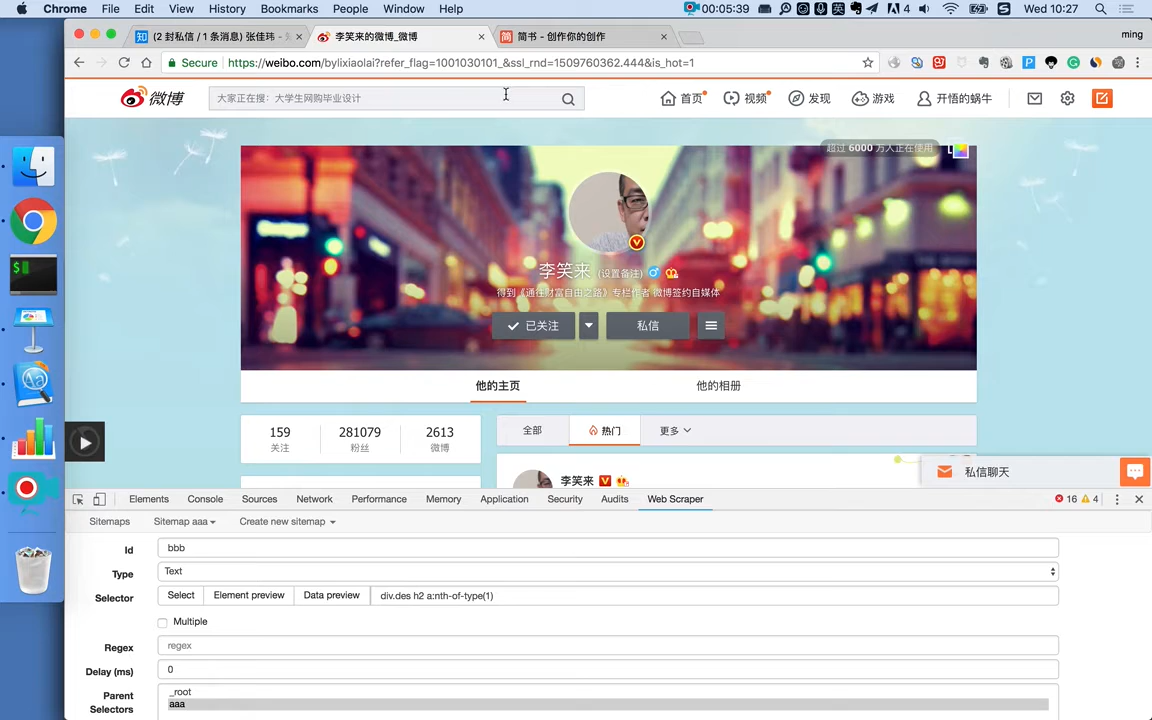 Chrome File Edit View History Bookmarks People Window Help 00:05:39 英 4 Wed 10:27
知 (2 封私信 / 1 条消息) 张佳玮 - 李笑来的微博_微博 简 简书 - 创作你的创作 ming
Secure https://weibo.com/bylixiaolai?refer_flag=1001030101_&ssl_rnd=1509760362.444&is_hot=1
微博 大家正在搜：大学生网购毕业设计 首页 视频 发现 游戏 开悟的蜗牛
超过 6000 万人正在使用
李笑来 (设置备注)
得到《通往财富自由之路》专栏作者 微博签约自媒体
已关注 私信
他的主页 他的相册
159 281079 2613
关注 粉丝 微博
全部 热门 更多
李笑来
私信聊天
Elements Console Sources Network Performance Memory Application Security Audits Web Scraper 16 4
Sitemaps Sitemap aaa Create new sitemap
Id bbb
Type Text
Selector Select Element preview Data preview div.des h2 a:nth-of-type(1)
Multiple
Regex regex
Delay (ms) 0
Parent Selectors _root
aaa